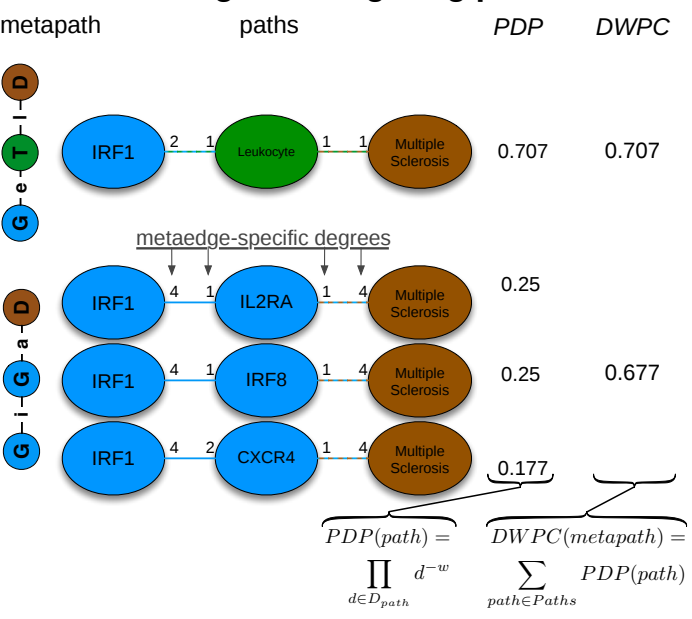 metapath paths PDP DWPC
D
l
T
e
G
2 1 1 1
IRF1 Leukocyte Multiple Sclerosis 0.707 0.707
metaedge-specific degrees
D
a
G
i
G
4 1 1 4
IRF1 IL2RA Multiple Sclerosis 0.25
4 1 1 4
IRF1 IRF8 Multiple Sclerosis 0.25 0.677
4 2 1 4
IRF1 CXCR4 Multiple Sclerosis 0.177
PDP(path) =
∏ d^{-w}
d∈D_{path}
DWPC(metapath) =
∑ PDP(path)
path∈Paths